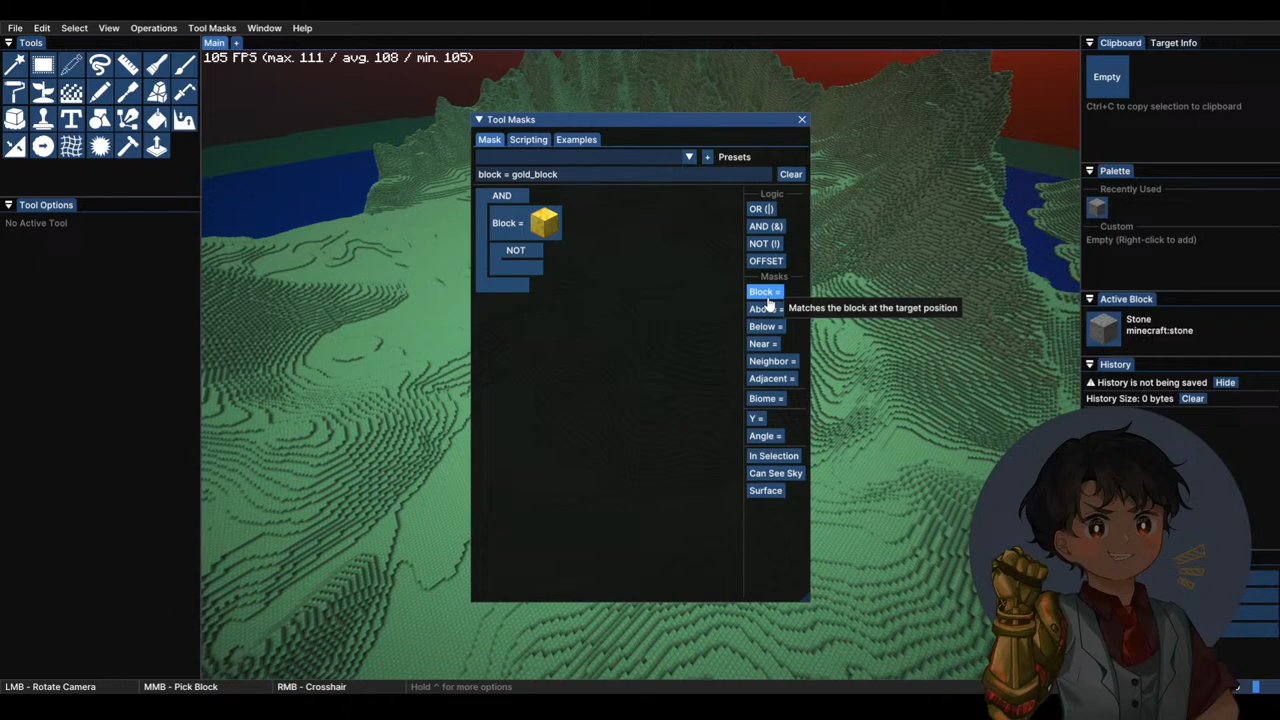 File Edit Select View Operations Tool Masks Window Help
Tools
Main +
105 FPS (max. 111 / avg. 108 / min. 105)
Tool Options
No Active Tool
Tool Masks
Mask Scripting Examples
+ Presets
block = gold_block Clear
AND
Block =
NOT
Logic
OR (|)
AND (&)
NOT (!)
OFFSET
Masks
Block =
Above =
Matches the block at the target position
Below =
Near =
Neighbor =
Adjacent =
Biome =
Y =
Angle =
In Selection
Can See Sky
Surface
Clipboard Target Info
Empty
Ctrl+C to copy selection to clipboard
Palette
Recently Used
Custom
Empty (Right-click to add)
Active Block
Stone
minecraft:stone
History
History is not being saved Hide
History Size: 0 bytes Clear
LMB - Rotate Camera MMB - Pick Block RMB - Crosshair Hold ^ for more options